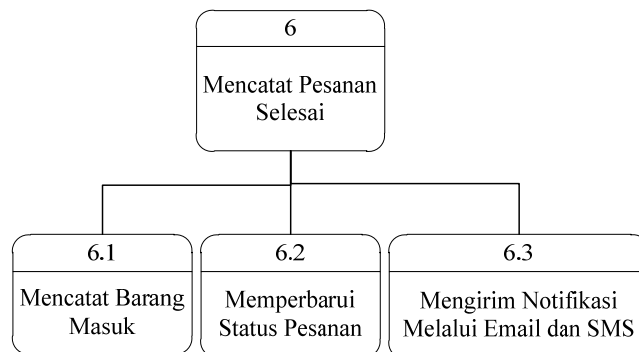 6
Mencatat Pesanan
Selesai
6.1
Mencatat Barang
Masuk
6.2
Memperbarui
Status Pesanan
6.3
Mengirim Notifikasi
Melalui Email dan SMS